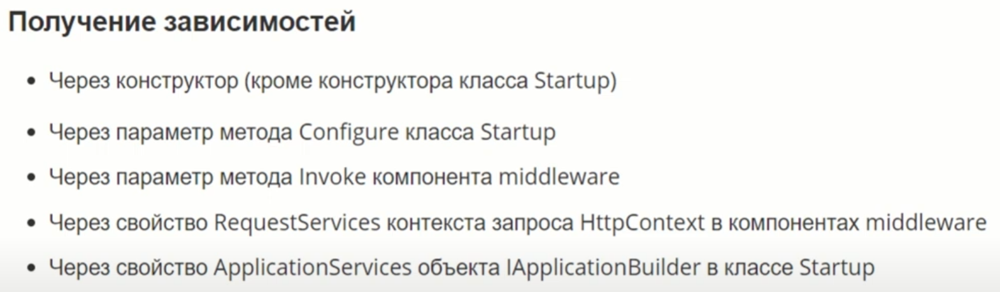 Получение зависимостей
• Через конструктор (кроме конструктора класса Startup)
• Через параметр метода Configure класса Startup
• Через параметр метода Invoke компонента middleware
• Через свойство RequestServices контекста запроса HttpContext в компонентах middleware
• Через свойство ApplicationServices объекта IApplicationBuilder в классе Startup